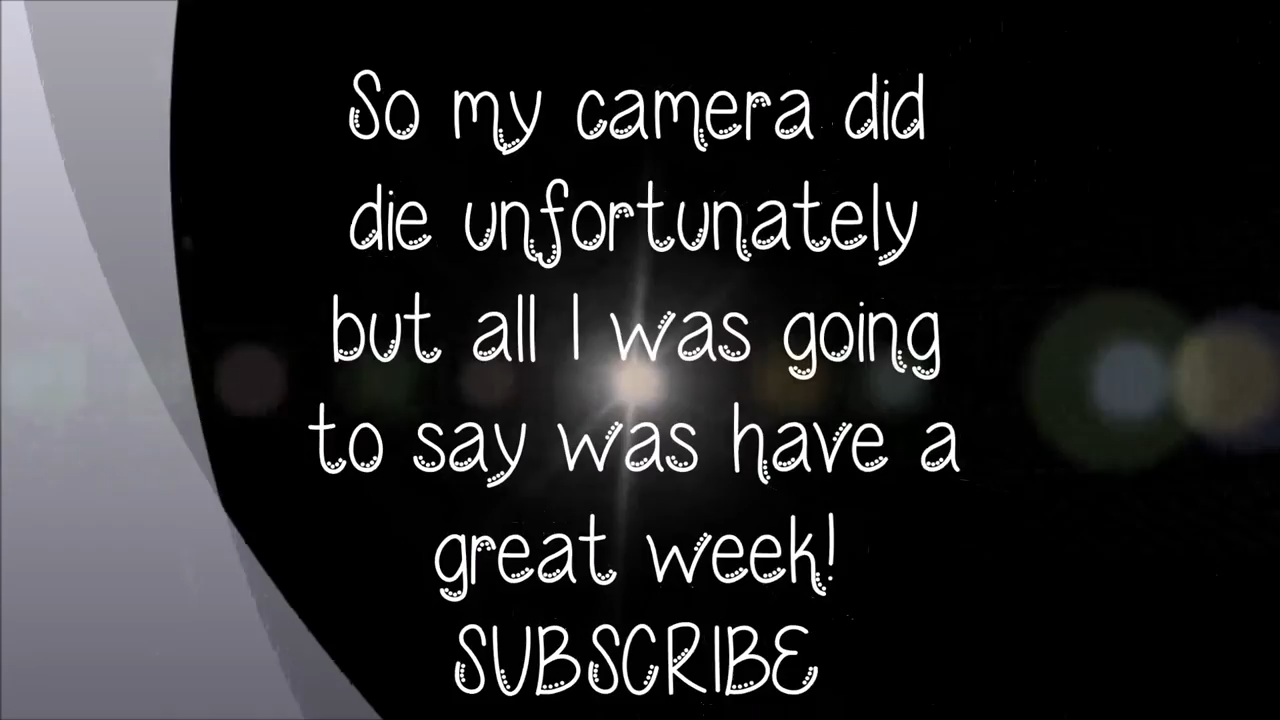 So my camera did
die unfortunately
but all I was going
to say was have a
great week!
SUBSCRIBE